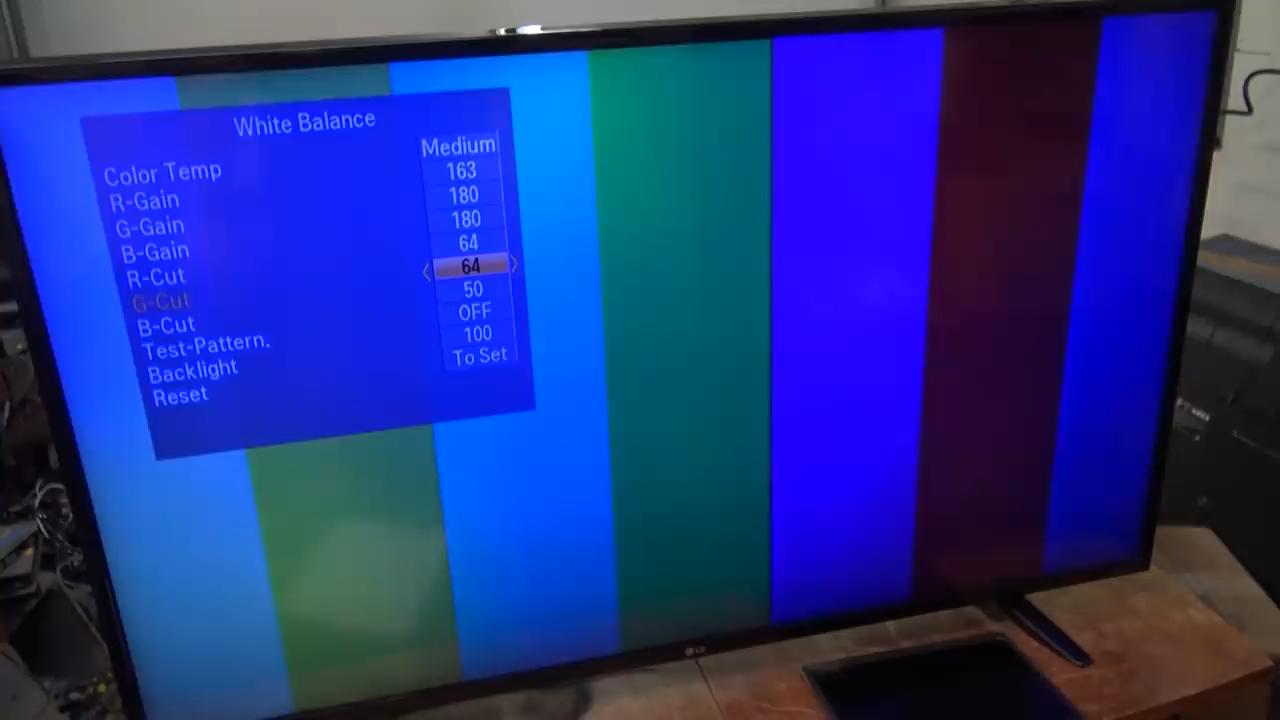 White Balance
Color Temp Medium
R-Gain 163
G-Gain 180
B-Gain 180
R-Cut 64
G-Cut 64
B-Cut 50
Test-Pattern. OFF
Backlight 100
Reset To Set
LG